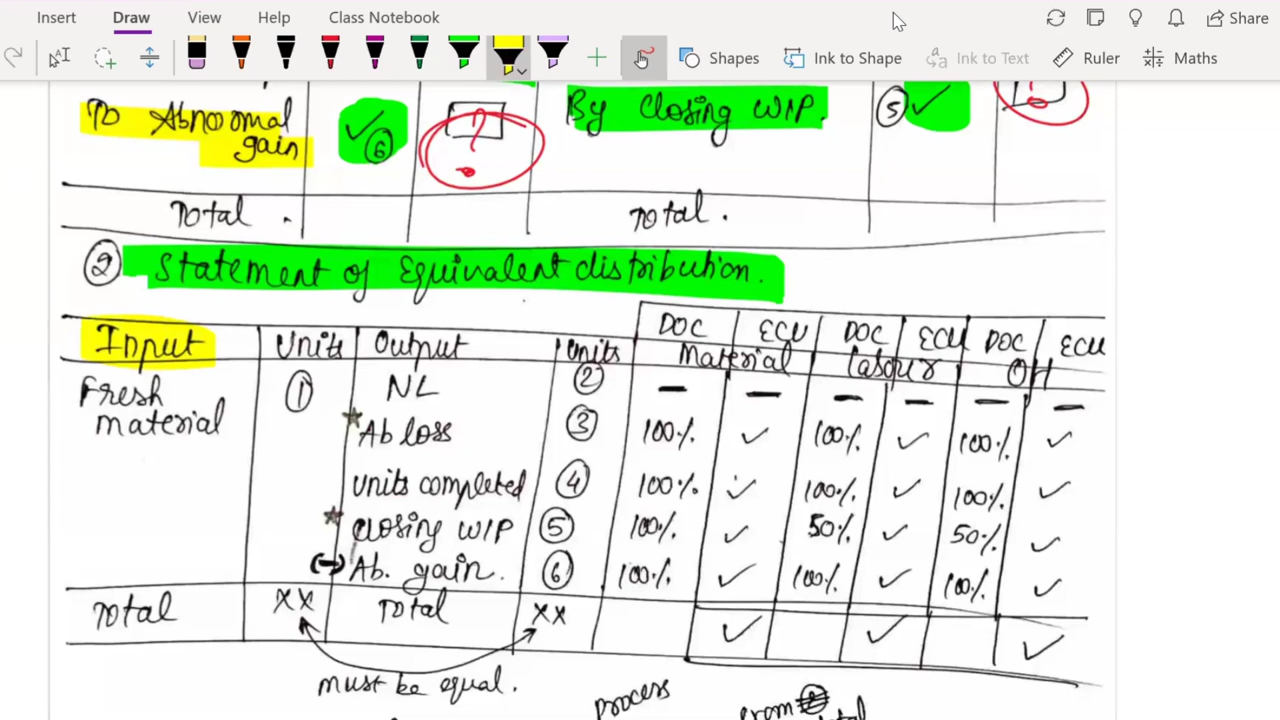 Insert Draw View Help Class Notebook Share
Shapes Ink to Shape Ink to Text Ruler Maths
To Abnormal gain ✓ ⑥ ? By Closing WIP. ⑤ ✓
Total . Total .
② Statement of Equivalent distribution.
DOC ECU DOC ECU DOC ECU
Input Units Output Units Material Labour OH
Fresh material ① NL ② – – – – – –
★ Ab loss ③ 100% ✓ 100% ✓ 100% ✓
Units completed ④ 100% ✓ 100% ✓ 100% ✓
★ Closing WIP ⑤ 100% ✓ 50% ✓ 50% ✓
(-) Ab. gain. ⑥ 100% ✓ 100% ✓ 100% ✓
Total XX Total XX ✓ ✓ ✓
must be equal.
process from